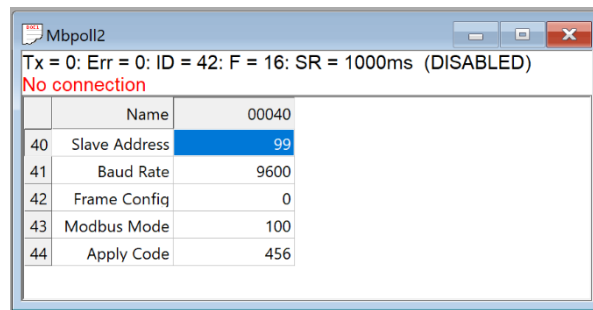 Mbpoll2
Tx = 0: Err = 0: ID = 42: F = 16: SR = 1000ms (DISABLED)
No connection
Name 00040
40 Slave Address 99
41 Baud Rate 9600
42 Frame Config 0
43 Modbus Mode 100
44 Apply Code 456